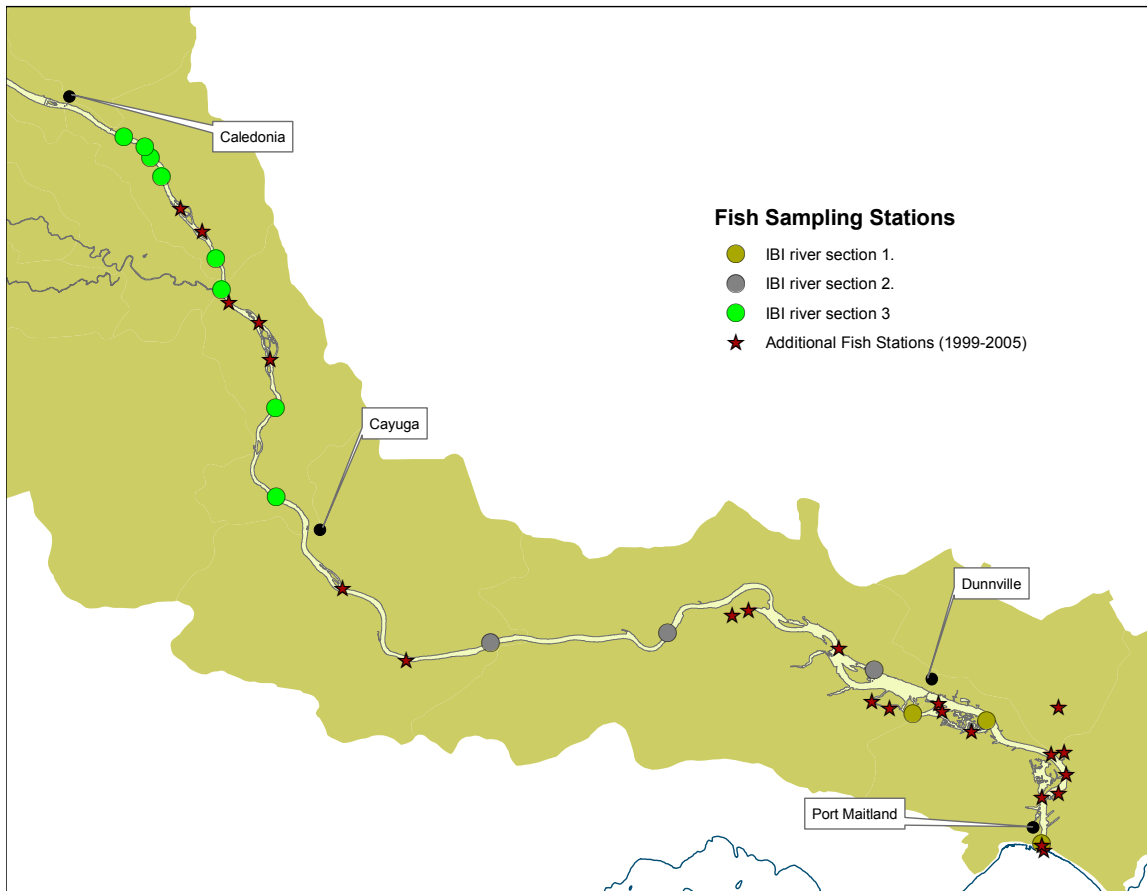 Caledonia
Fish Sampling Stations
IBI river section 1.
IBI river section 2.
IBI river section 3
Additional Fish Stations (1999-2005)
Cayuga
Dunnville
Port Maitland